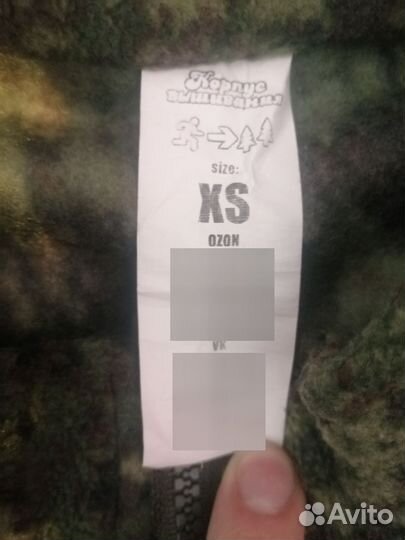 Корпус
выживания
size:
XS
OZON
VK
Avito